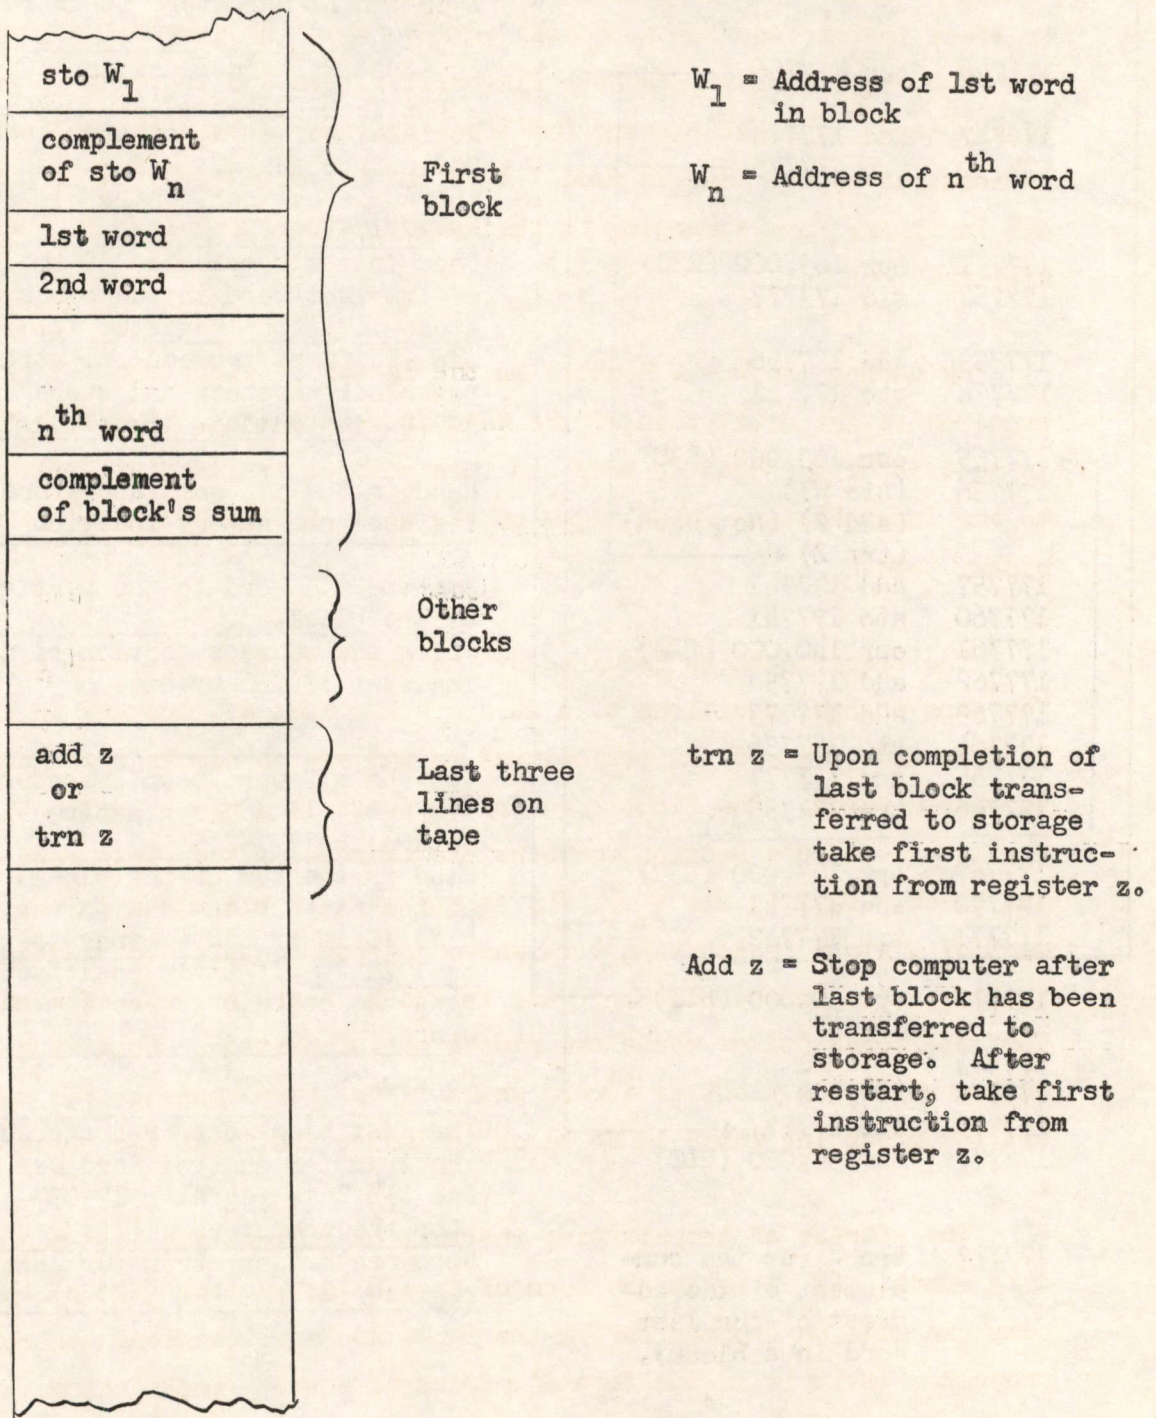 sto W1
complement
of sto Wn
1st word
2nd word
nth word
complement
of block's sum
First
block
W1 = Address of 1st word
in block
Wn = Address of nth word
Other
blocks
add z
or
trn z
Last three
lines on
tape
trn z = Upon completion of
last block trans-
ferred to storage
take first instruc-
tion from register z.
Add z = Stop computer after
last block has been
transferred to
storage. After
restart, take first
instruction from
register z.